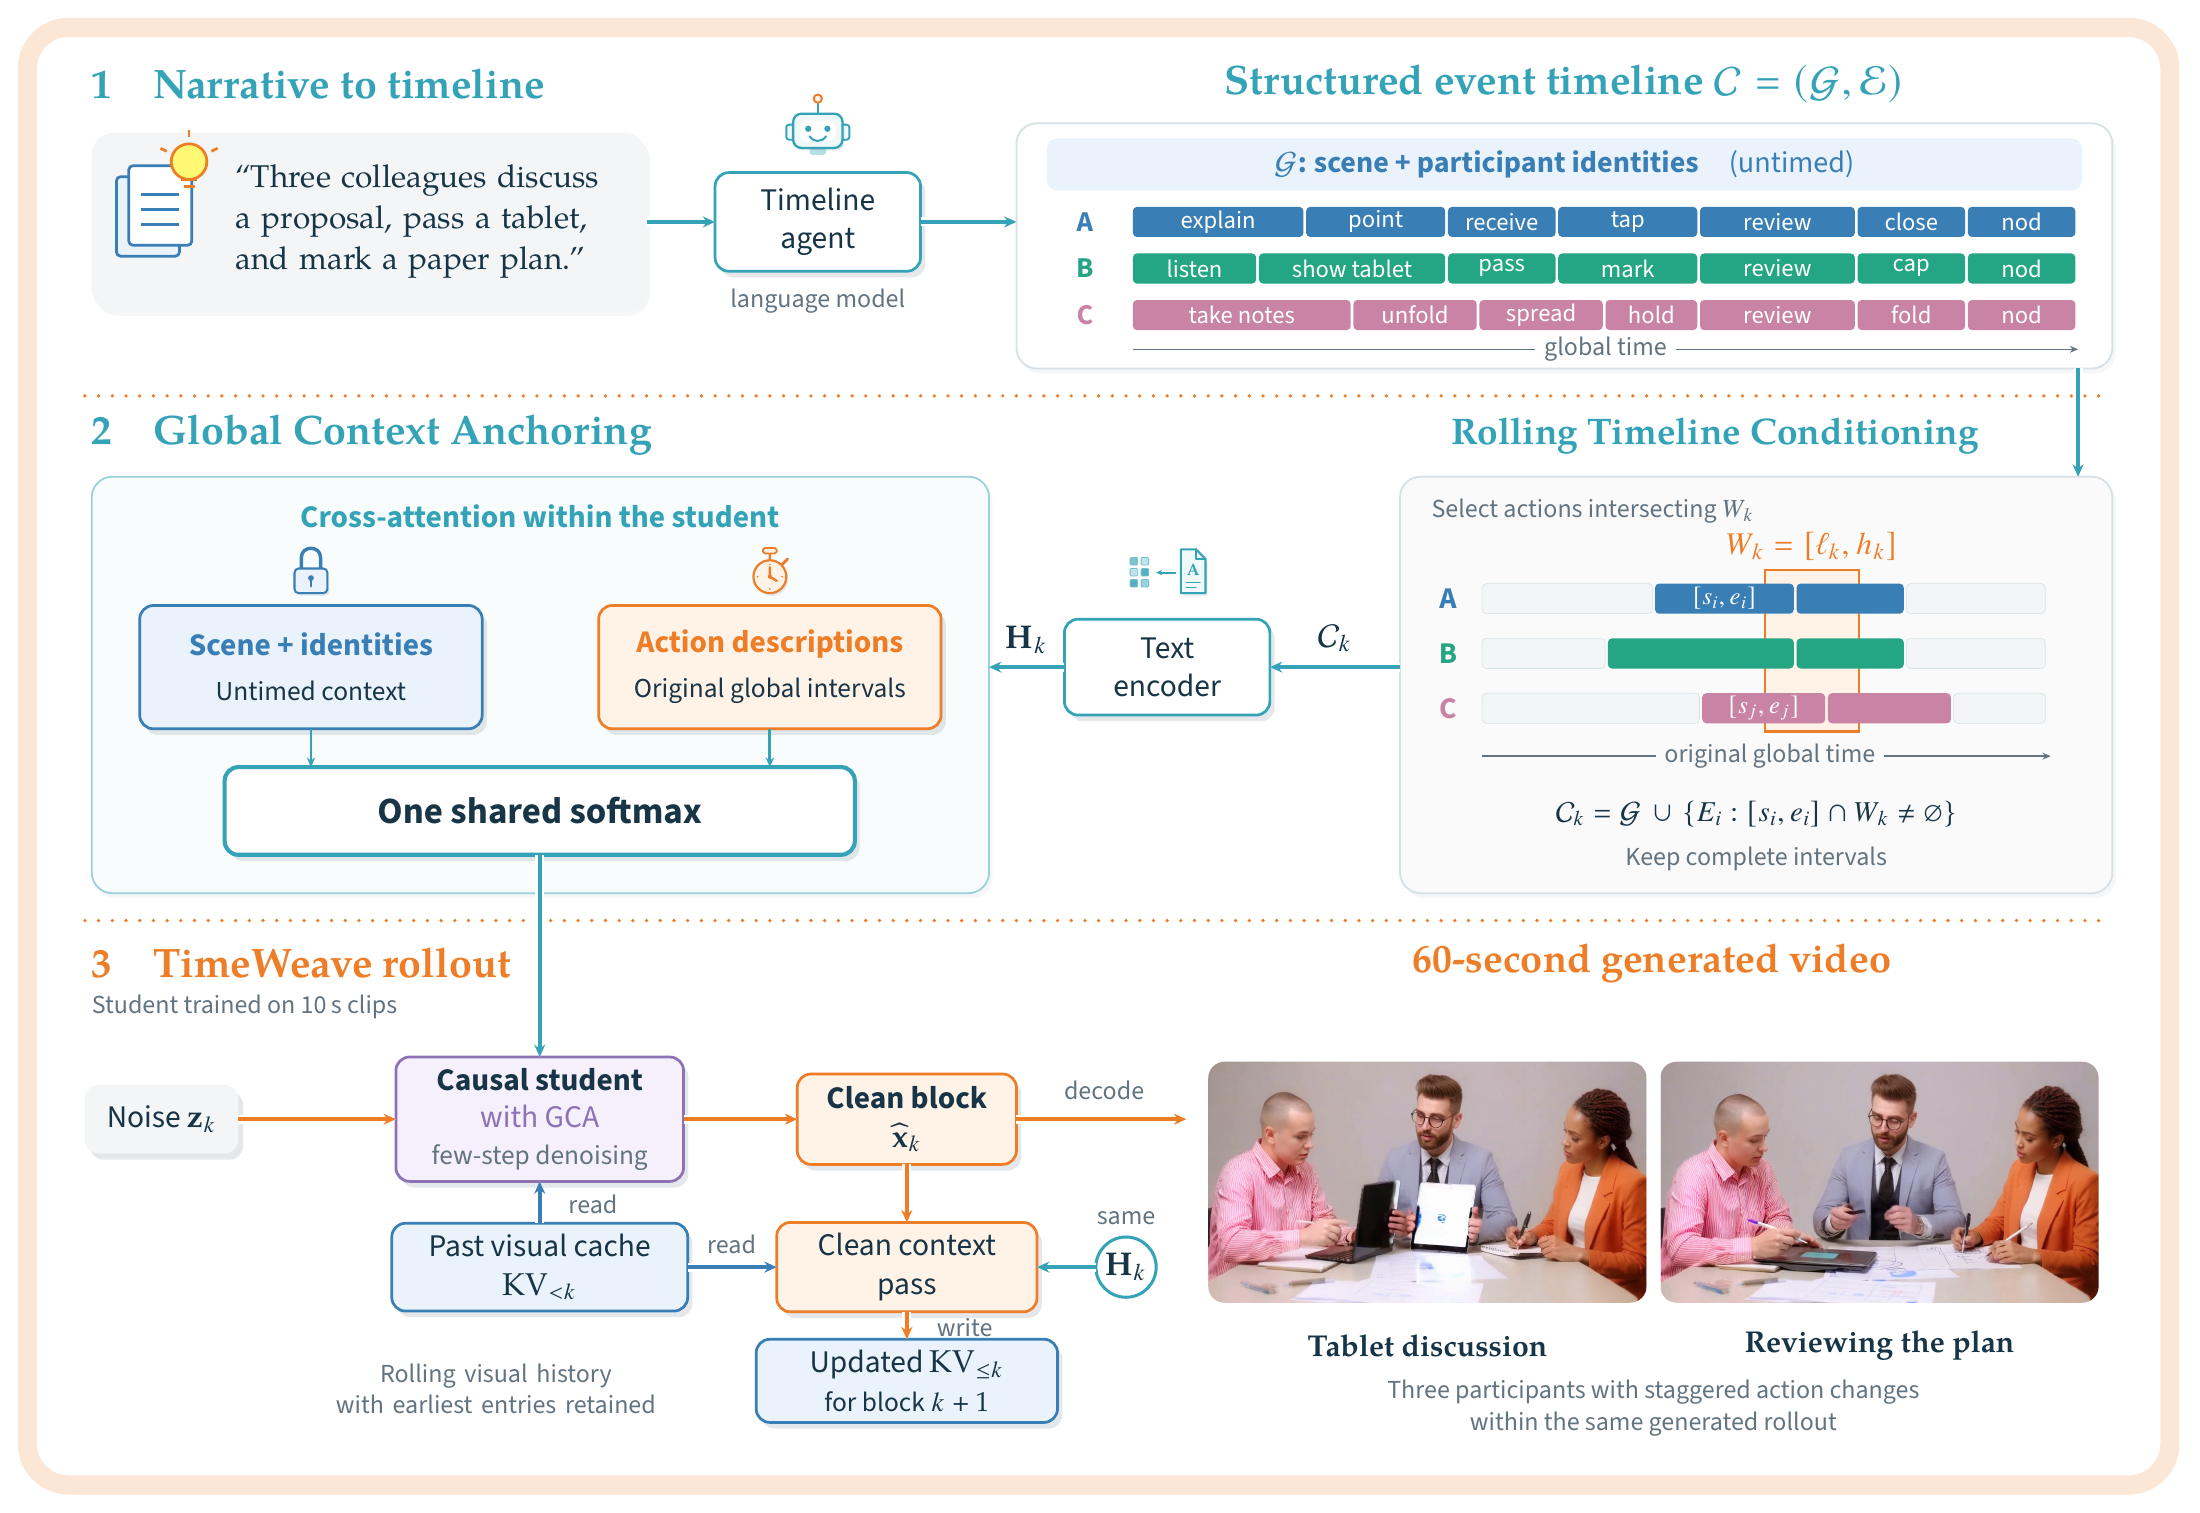 1 Narrative to timeline
“Three colleagues discuss
a proposal, pass a tablet,
and mark a paper plan.”
Timeline
agent
language model
Structured event timeline 𝒞 = (𝒢, ℰ)
𝒢: scene + participant identities (untimed)
A explain point receive tap review close nod
B listen show tablet pass mark review cap nod
C take notes unfold spread hold review fold nod
global time
2 Global Context Anchoring
Cross-attention within the student
Scene + identities
Untimed context
Action descriptions
Original global intervals
One shared softmax
H_k
Text
encoder
A
𝒞_k
Rolling Timeline Conditioning
Select actions intersecting W_k
W_k = [ℓ_k, h_k]
A [s_i, e_i]
B
C [s_j, e_j]
original global time
𝒞_k = 𝒢 ∪ {E_i : [s_i, e_i] ∩ W_k ≠ ∅}
Keep complete intervals
3 TimeWeave rollout
Student trained on 10 s clips
Noise z_k
Causal student
with GCA
few-step denoising
Clean block
x̂_k
decode
read
Past visual cache
KV_{<k}
read
Clean context
pass
same
H_k
write
Updated KV_{≤k}
for block k + 1
Rolling visual history
with earliest entries retained
60-second generated video
Tablet discussion
Reviewing the plan
Three participants with staggered action changes
within the same generated rollout